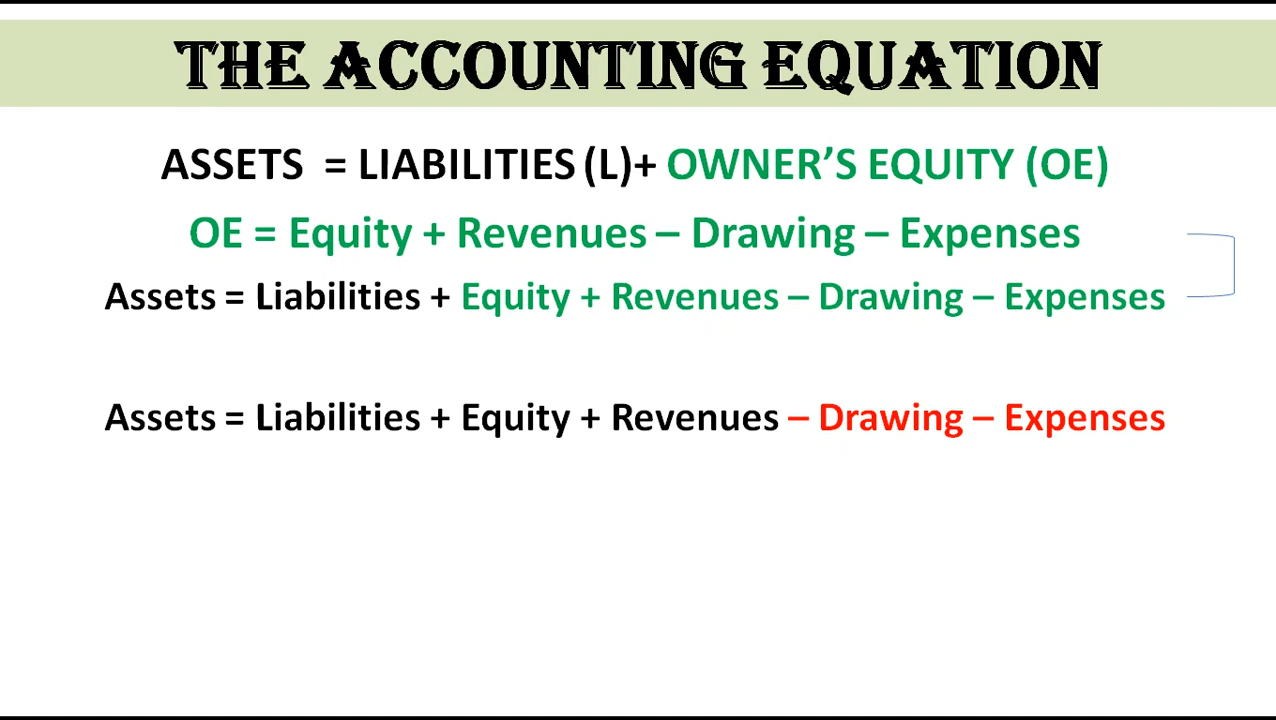 THE ACCOUNTING EQUATION
ASSETS = LIABILITIES (L)+ OWNER’S EQUITY (OE)
OE = Equity + Revenues – Drawing – Expenses
Assets = Liabilities + Equity + Revenues – Drawing – Expenses
Assets = Liabilities + Equity + Revenues – Drawing – Expenses